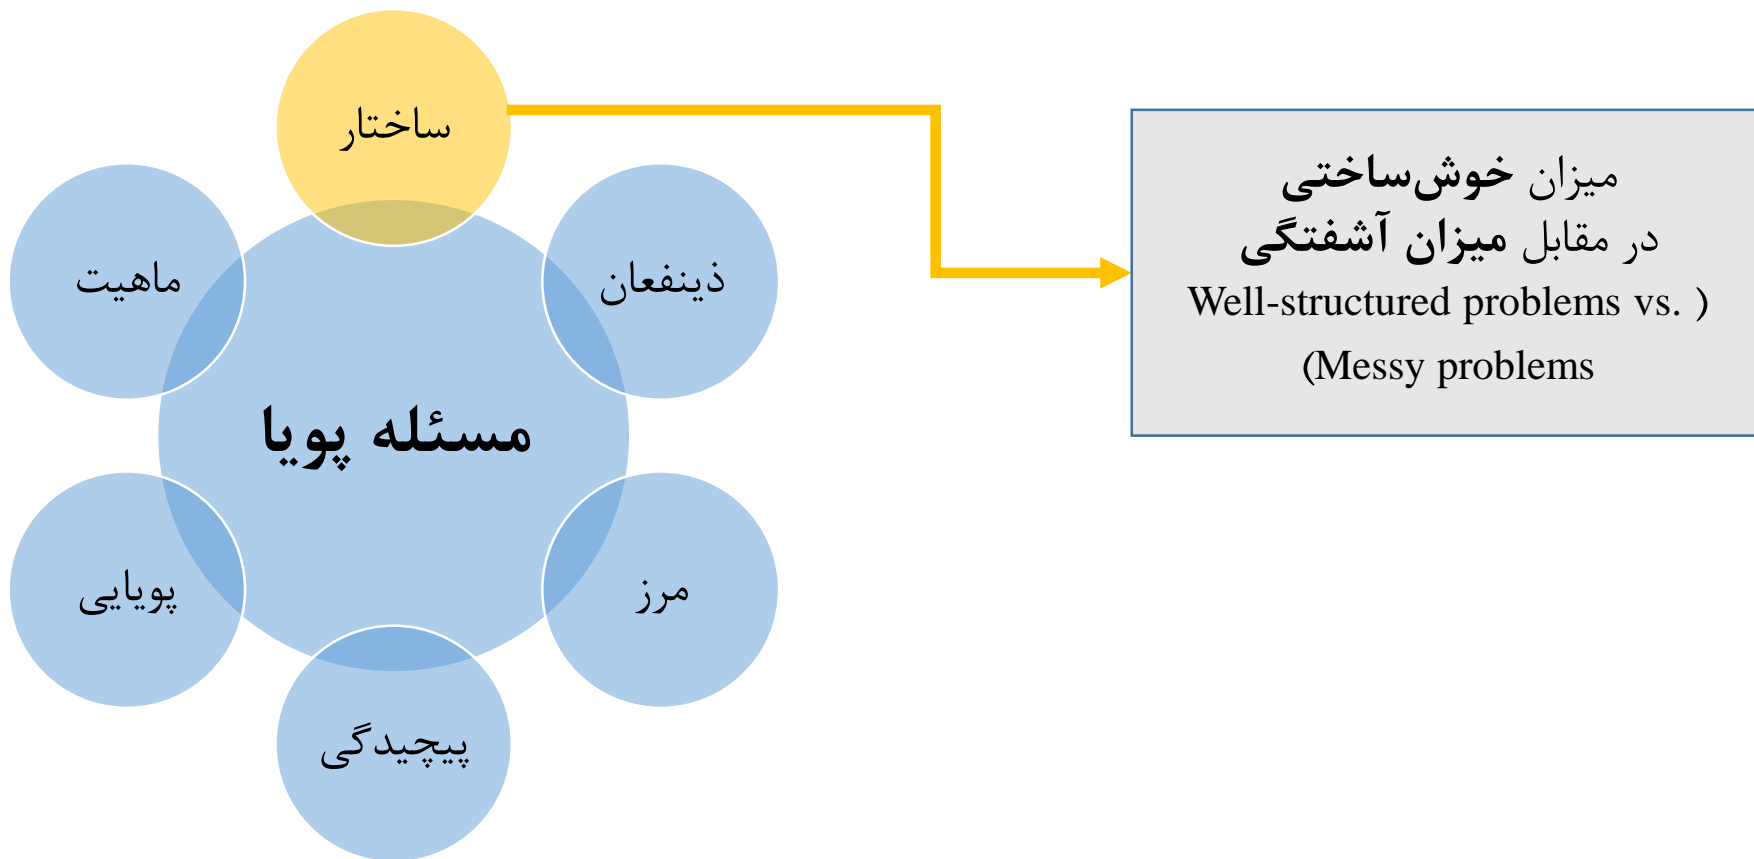 ساختار
ذینفعان
مرز
پیچیدگی
پویایی
ماهیت
مسئله پویا
میزان خوش‌ساختی
در مقابل میزان آشفتگی
Well-structured problems vs. )
(Messy problems